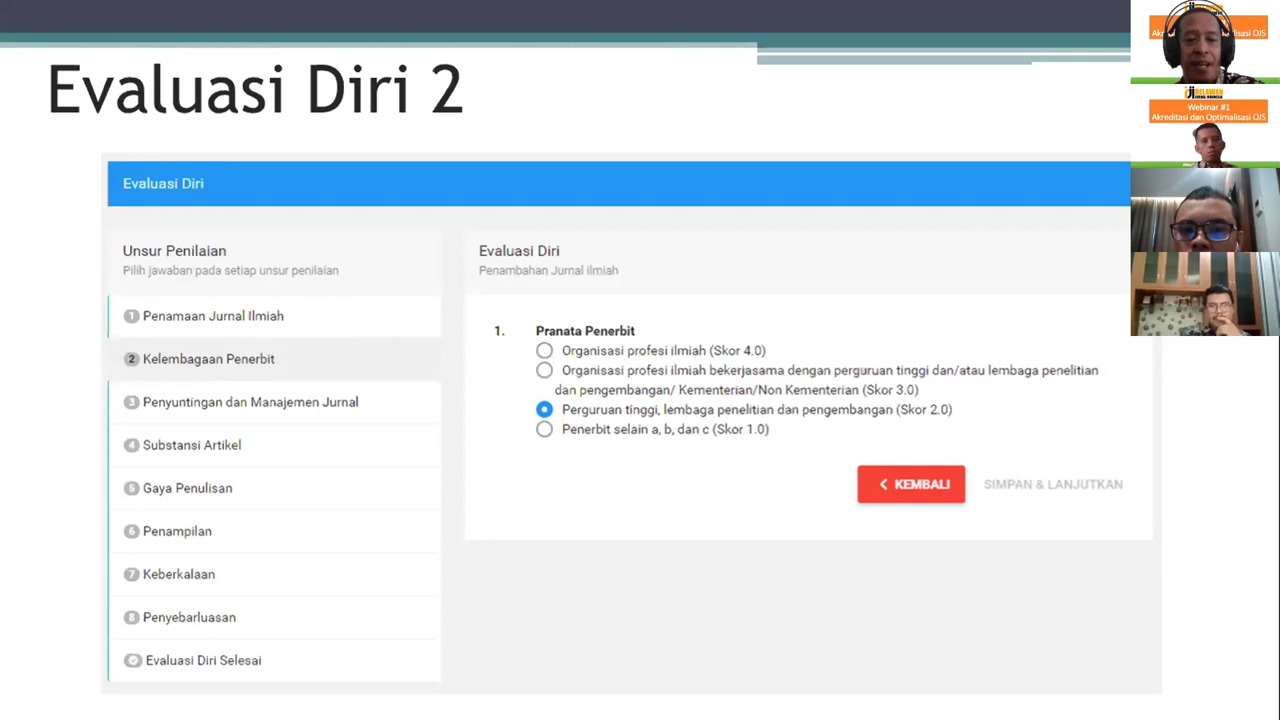 Evaluasi Diri 2
Evaluasi Diri
Unsur Penilaian
Pilih jawaban pada setiap unsur penilaian
1 Penamaan Jurnal Ilmiah
2 Kelembagaan Penerbit
3 Penyuntingan dan Manajemen Jurnal
4 Substansi Artikel
5 Gaya Penulisan
6 Penampilan
7 Keberkalaan
8 Penyebarluasan
Evaluasi Diri Selesai
Evaluasi Diri
Penambahan Jurnal ilmiah
1. Pranata Penerbit
Organisasi profesi ilmiah (Skor 4.0)
Organisasi profesi ilmiah bekerjasama dengan perguruan tinggi dan/atau lembaga penelitian
dan pengembangan/ Kementerian/Non Kementerian (Skor 3.0)
Perguruan tinggi, lembaga penelitian dan pengembangan (Skor 2.0)
Penerbit selain a, b, dan c (Skor 1.0)
KEMBALI SIMPAN & LANJUTKAN
RELAWAN
Webinar #1
Akreditasi dan Optimalisasi OJS